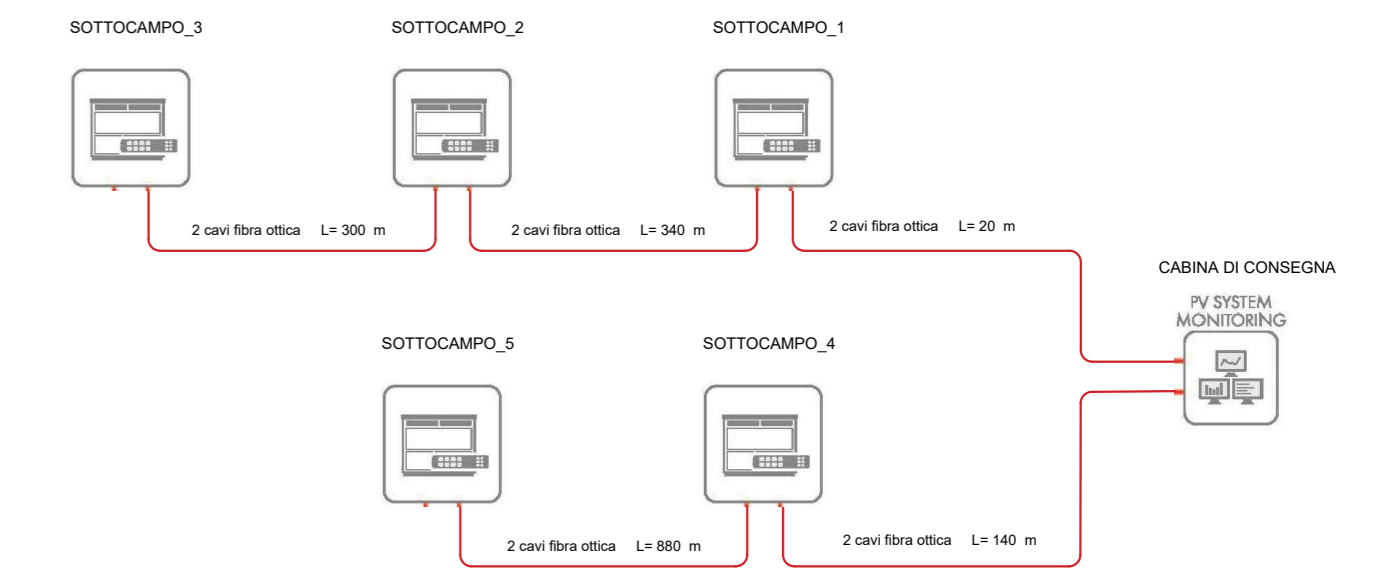 SOTTOCAMPO_3
SOTTOCAMPO_2
SOTTOCAMPO_1
2 cavi fibra ottica L= 300 m
2 cavi fibra ottica L= 340 m
2 cavi fibra ottica L= 20 m
CABINA DI CONSEGNA
PV SYSTEM
MONITORING
SOTTOCAMPO_5
SOTTOCAMPO_4
2 cavi fibra ottica L= 880 m
2 cavi fibra ottica L= 140 m